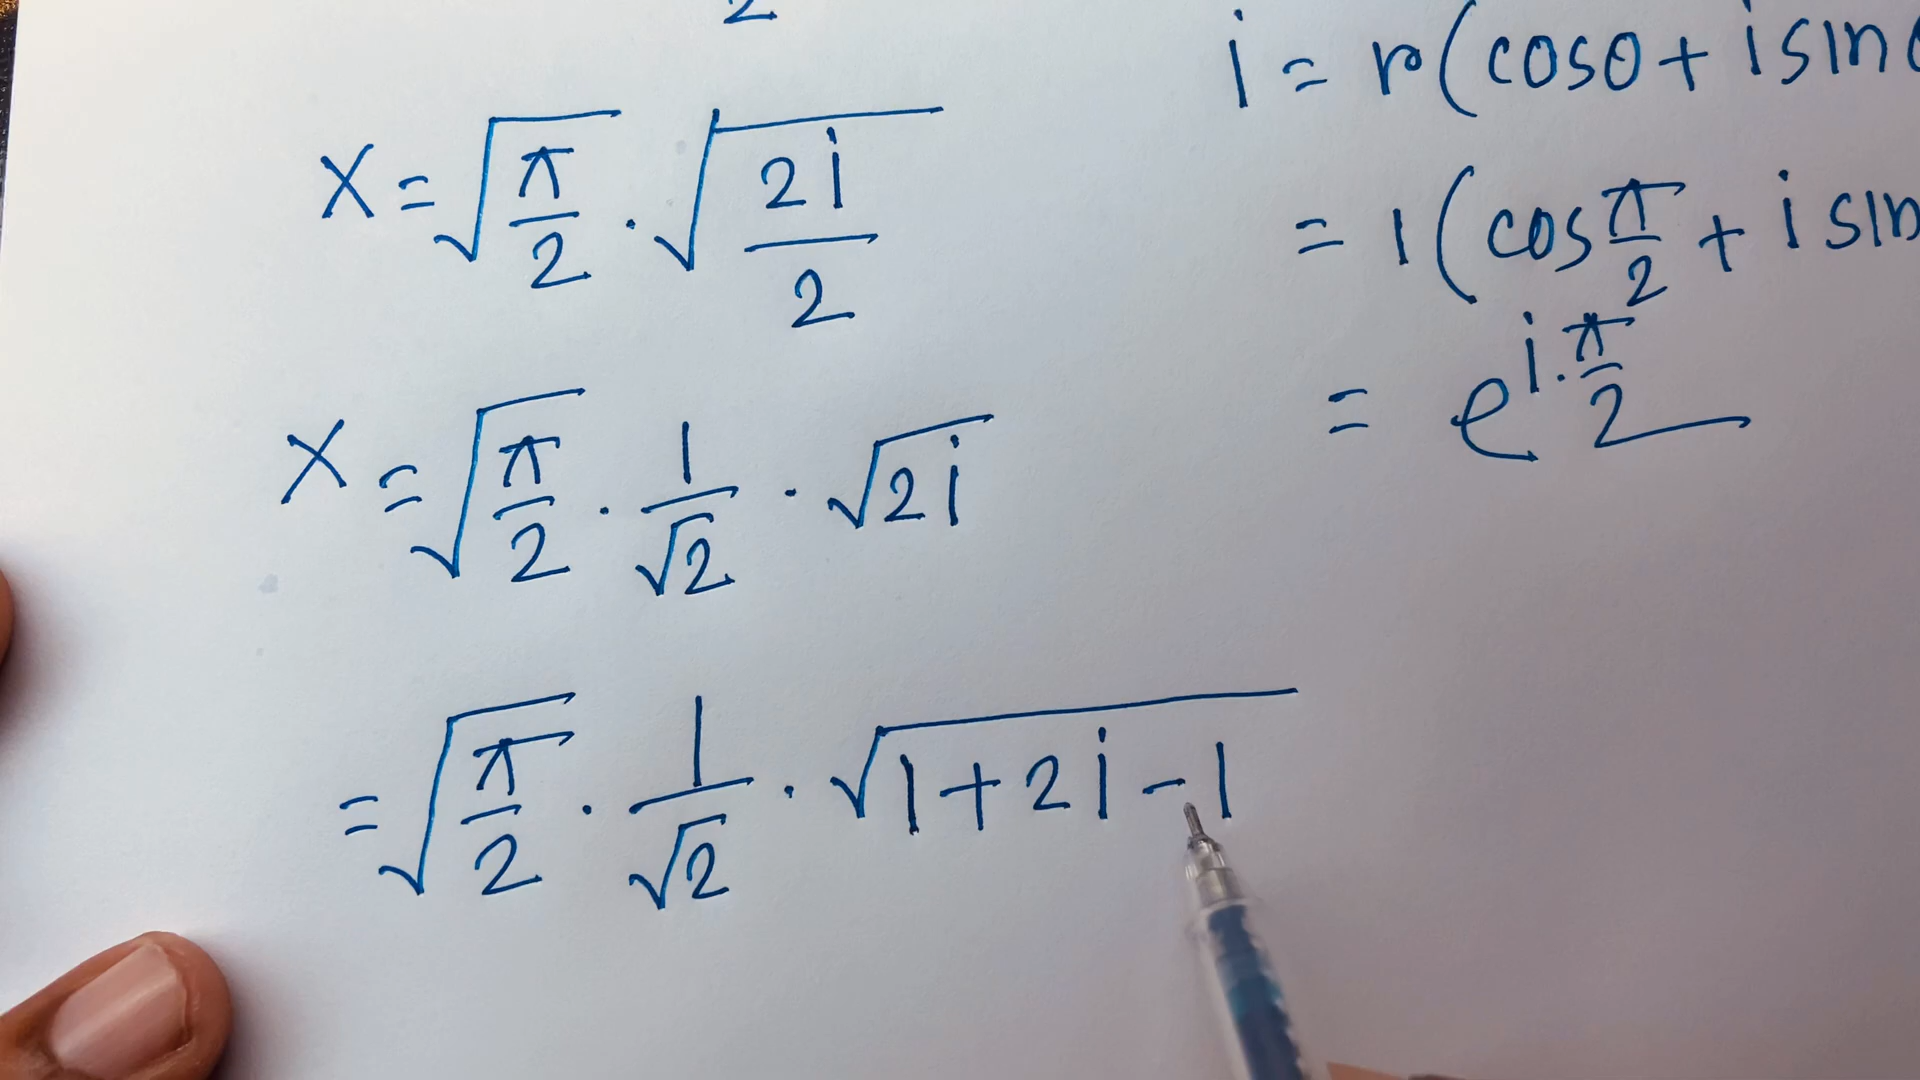 2
X = √(π/2) · √(2i/2)
X = √(π/2) · 1/√2 · √2i
= √(π/2) · 1/√2 · √(1+2i-1)
i = r(cosθ + i sin
= 1(cos π/2 + i sin
= e^(i·π/2)